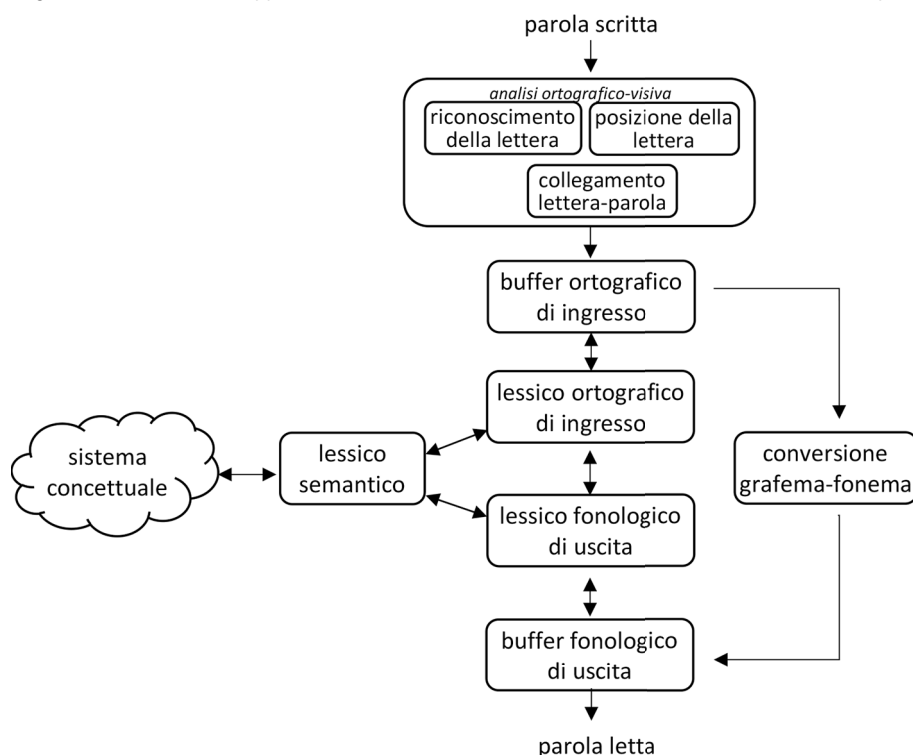 parola scritta
analisi ortografico-visiva
riconoscimento
della lettera
posizione della
lettera
collegamento
lettera-parola
buffer ortografico
di ingresso
lessico ortografico
di ingresso
sistema
concettuale
lessico
semantico
conversione
grafema-fonema
lessico fonologico
di uscita
buffer fonologico
di uscita
parola letta